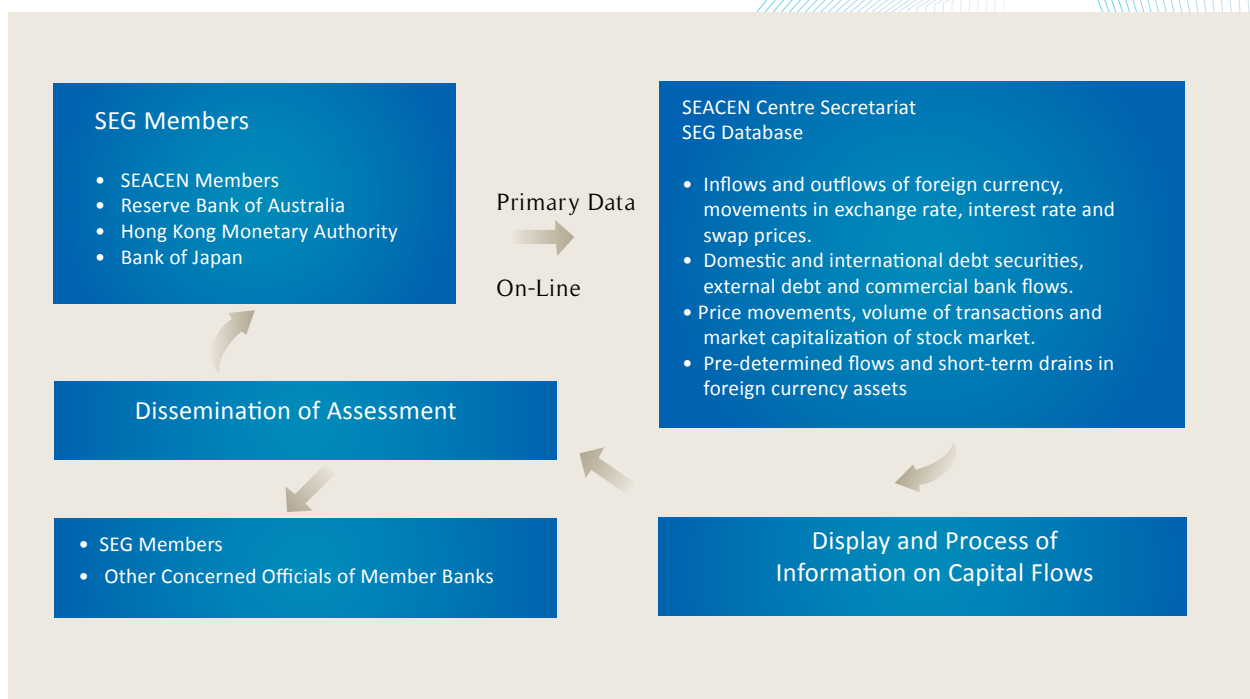 SEG Members
• SEACEN Members
• Reserve Bank of Australia
• Hong Kong Monetary Authority
• Bank of Japan
Primary Data
On-Line
SEACEN Centre Secretariat
SEG Database
• Inflows and outflows of foreign currency,
movements in exchange rate, interest rate and
swap prices.
• Domestic and international debt securities,
external debt and commercial bank flows.
• Price movements, volume of transactions and
market capitalization of stock market.
• Pre-determined flows and short-term drains in
foreign currency assets
Dissemination of Assessment
• SEG Members
• Other Concerned Officials of Member Banks
Display and Process of
Information on Capital Flows